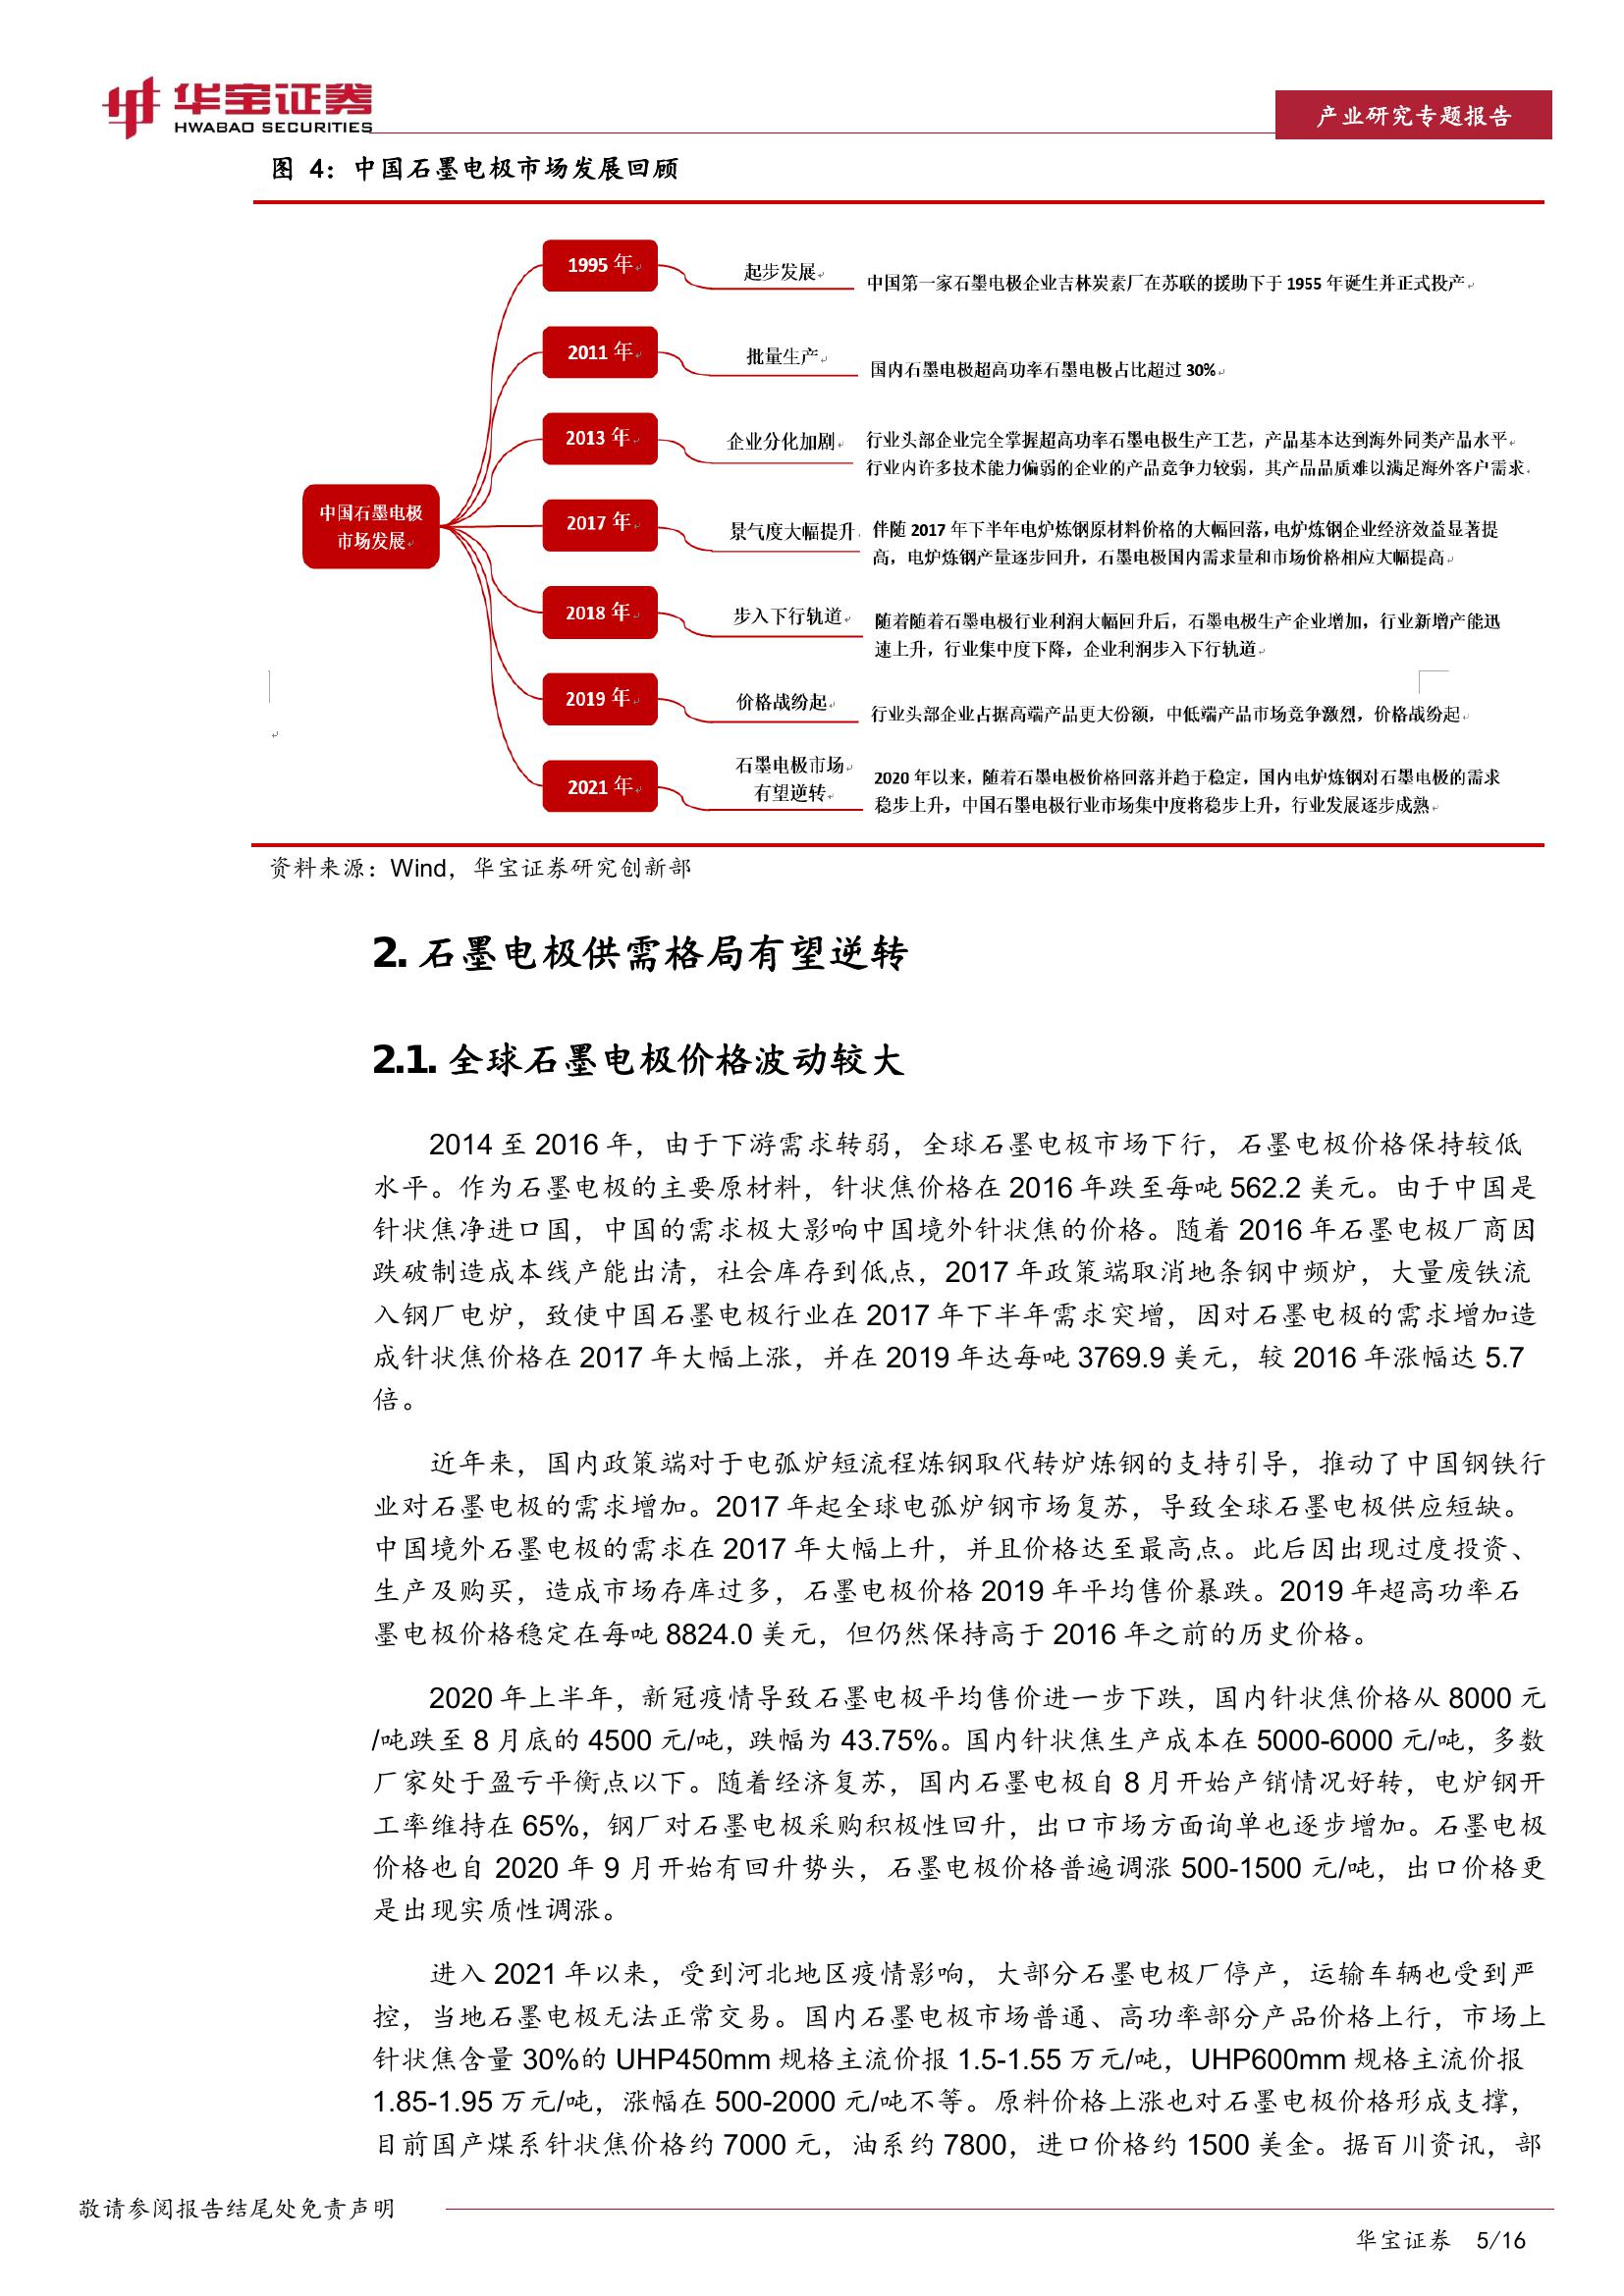 华宝证券
HWABAO SECURITIES
产业研究专题报告
图 4：中国石墨电极市场发展回顾
中国石墨电极
市场发展
1995 年
起步发展
中国第一家石墨电极企业吉林炭素厂在苏联的援助下于 1955 年诞生并正式投产
2011 年
批量生产
国内石墨电极超高功率石墨电极占比超过 30%
2013 年
企业分化加剧
行业头部企业完全掌握超高功率石墨电极生产工艺，产品基本达到海外同类产品水平
行业内许多技术能力偏弱的企业的产品竞争力较弱，其产品品质难以满足海外客户需求
2017 年
景气度大幅提升
伴随 2017 年下半年电炉炼钢原材料价格的大幅回落，电炉炼钢企业经济效益显著提
高，电炉炼钢产量逐步回升，石墨电极国内需求量和市场价格相应大幅提高
2018 年
步入下行轨道
随着随着石墨电极行业利润大幅回升后，石墨电极生产企业增加，行业新增产能迅
速上升，行业集中度下降，企业利润步入下行轨道
2019 年
价格战纷起
行业头部企业占据高端产品更大份额，中低端产品市场竞争激烈，价格战纷起
2021 年
石墨电极市场
有望逆转
2020 年以来，随着石墨电极价格回落并趋于稳定，国内电炉炼钢对石墨电极的需求
稳步上升，中国石墨电极行业市场集中度将稳步上升，行业发展逐步成熟
资料来源：Wind，华宝证券研究创新部
2. 石墨电极供需格局有望逆转
2.1. 全球石墨电极价格波动较大
2014 至 2016 年，由于下游需求转弱，全球石墨电极市场下行，石墨电极价格保持较低
水平。作为石墨电极的主要原材料，针状焦价格在 2016 年跌至每吨 562.2 美元。由于中国是
针状焦净进口国，中国的需求极大影响中国境外针状焦的价格。随着 2016 年石墨电极厂商因
跌破制造成本线产能出清，社会库存到低点，2017 年政策端取消地条钢中频炉，大量废铁流
入钢厂电炉，致使中国石墨电极行业在 2017 年下半年需求突增，因对石墨电极的需求增加造
成针状焦价格在 2017 年大幅上涨，并在 2019 年达每吨 3769.9 美元，较 2016 年涨幅达 5.7
倍。
近年来，国内政策端对于电弧炉短流程炼钢取代转炉炼钢的支持引导，推动了中国钢铁行
业对石墨电极的需求增加。2017 年起全球电弧炉钢市场复苏，导致全球石墨电极供应短缺。
中国境外石墨电极的需求在 2017 年大幅上升，并且价格达至最高点。此后因出现过度投资、
生产及购买，造成市场存库过多，石墨电极价格 2019 年平均售价暴跌。2019 年超高功率石
墨电极价格稳定在每吨 8824.0 美元，但仍然保持高于 2016 年之前的历史价格。
2020 年上半年，新冠疫情导致石墨电极平均售价进一步下跌，国内针状焦价格从 8000 元
/吨跌至 8 月底的 4500 元/吨，跌幅为 43.75%。国内针状焦生产成本在 5000-6000 元/吨，多数
厂家处于盈亏平衡点以下。随着经济复苏，国内石墨电极自 8 月开始产销情况好转，电炉钢开
工率维持在 65%，钢厂对石墨电极采购积极性回升，出口市场方面询单也逐步增加。石墨电极
价格也自 2020 年 9 月开始有回升势头，石墨电极价格普遍调涨 500-1500 元/吨，出口价格更
是出现实质性调涨。
进入 2021 年以来，受到河北地区疫情影响，大部分石墨电极厂停产，运输车辆也受到严
控，当地石墨电极无法正常交易。国内石墨电极市场普通、高功率部分产品价格上行，市场上
针状焦含量 30%的 UHP450mm 规格主流价报 1.5-1.55 万元/吨，UHP600mm 规格主流价报
1.85-1.95 万元/吨，涨幅在 500-2000 元/吨不等。原料价格上涨也对石墨电极价格形成支撑，
目前国产煤系针状焦价格约 7000 元，油系约 7800，进口价格约 1500 美金。据百川资讯，部
敬请参阅报告结尾处免责声明
华宝证券 5/16